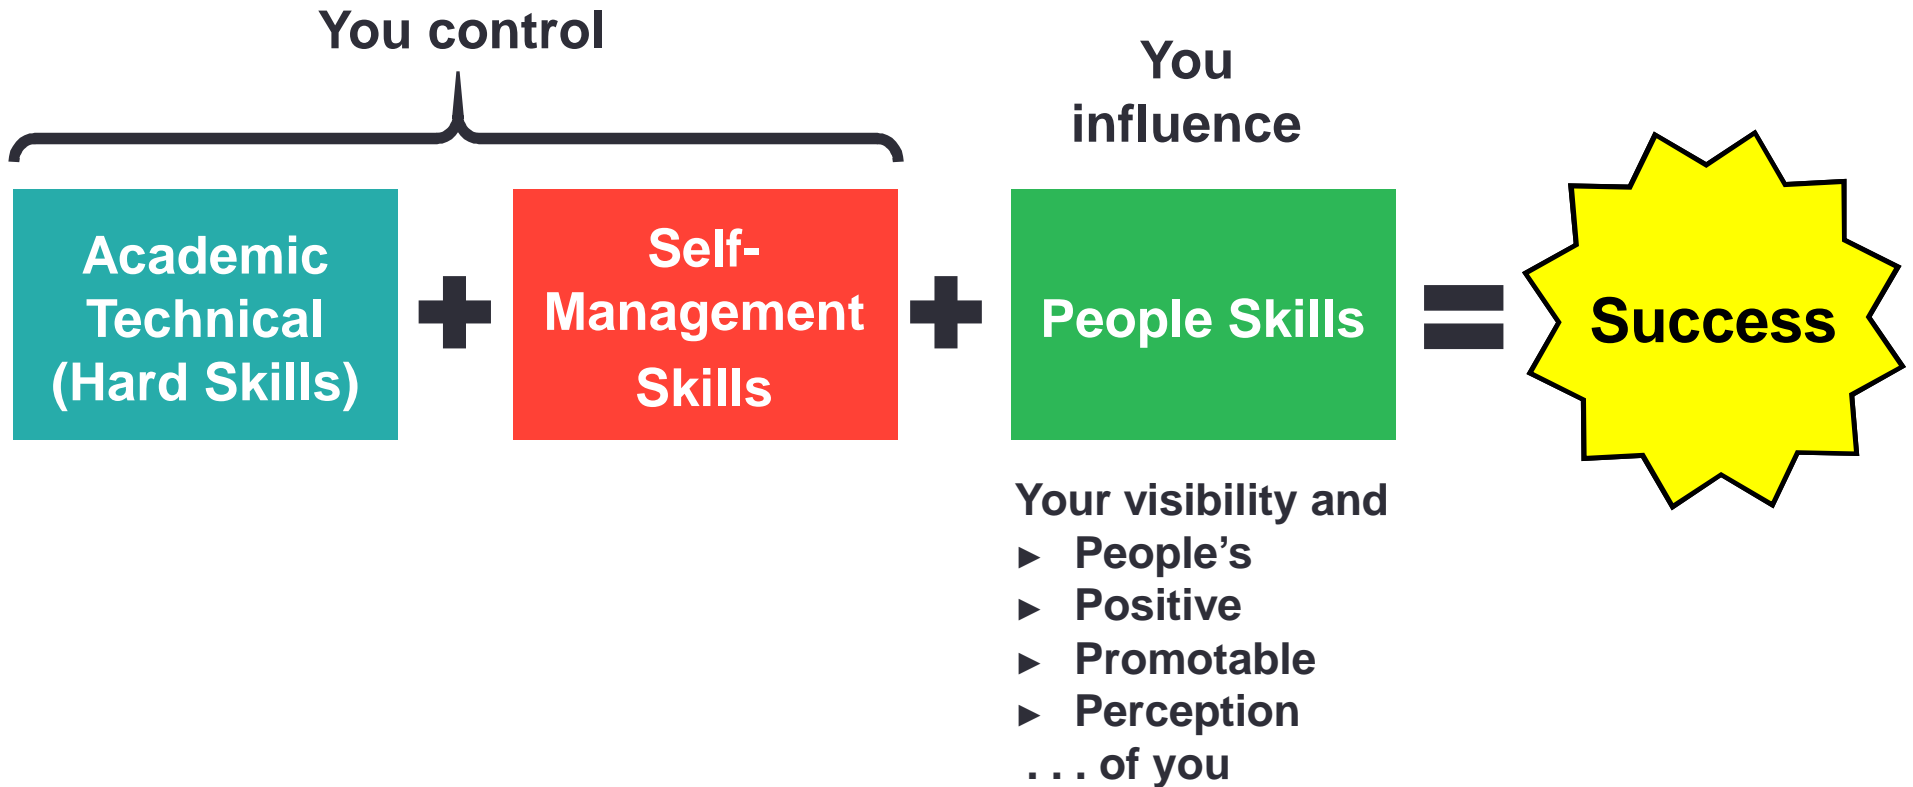 You control
You
influence
Academic
Technical
(Hard Skills)
Self-
Management
Skills
People Skills
Success
Your visibility and
► People’s
► Positive
► Promotable
► Perception
. . . of you